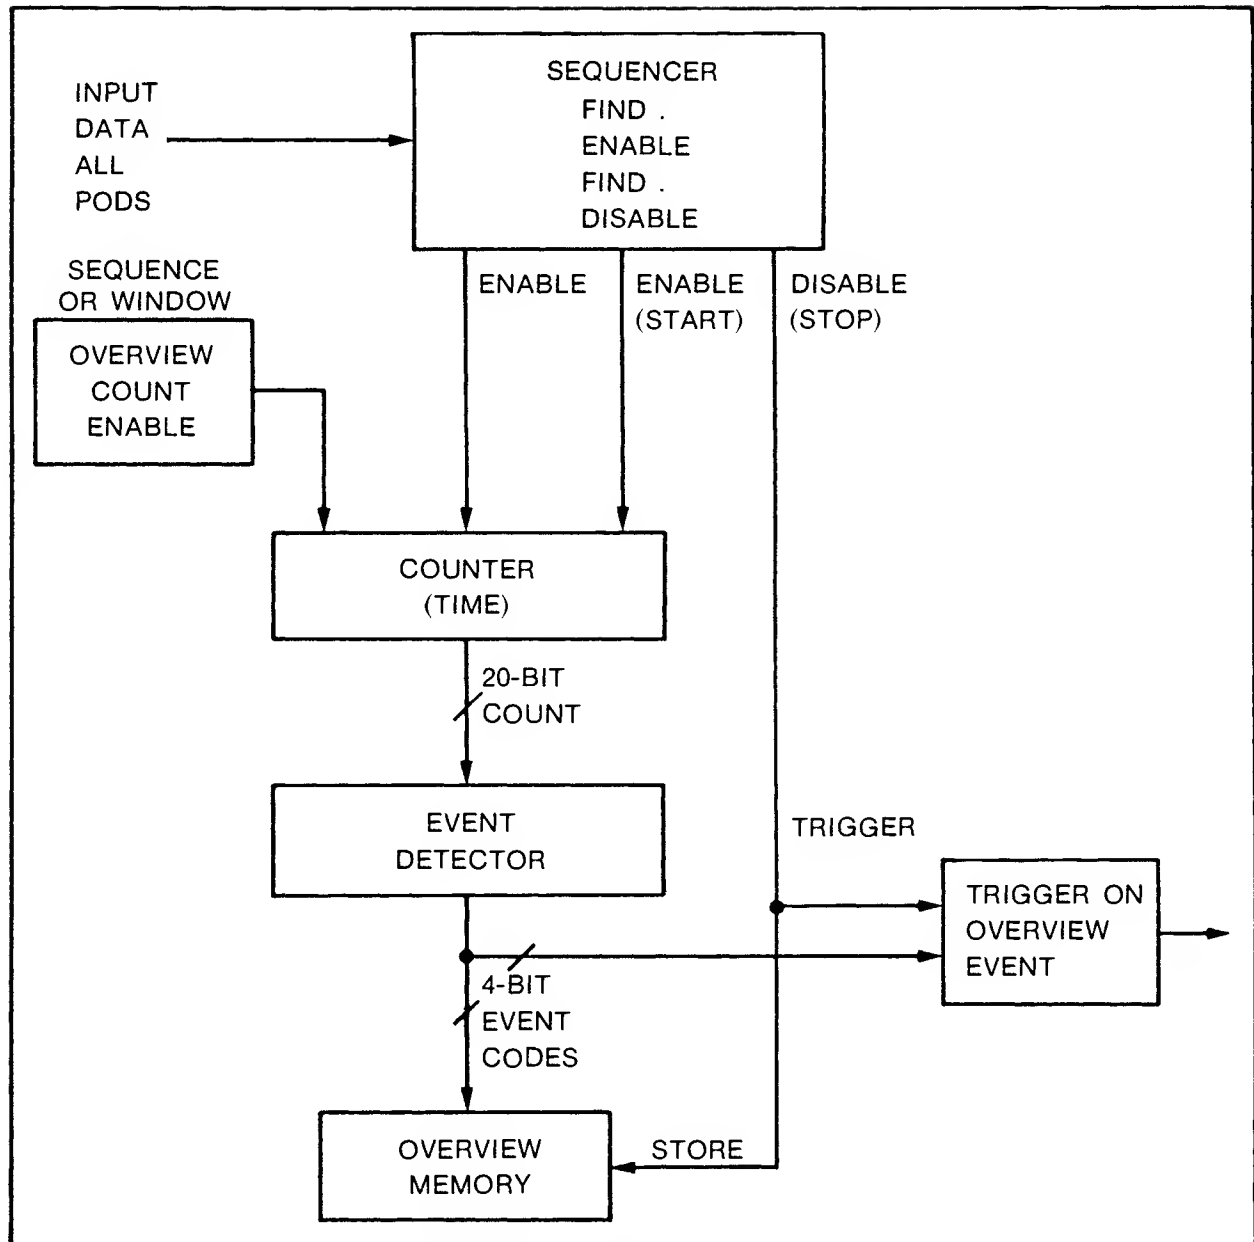 SEQUENCER
FIND .
ENABLE
FIND .
DISABLE
INPUT
DATA
ALL
PODS
SEQUENCE
OR WINDOW
OVERVIEW
COUNT
ENABLE
ENABLE
ENABLE
(START)
DISABLE
(STOP)
COUNTER
(TIME)
20-BIT
COUNT
EVENT
DETECTOR
TRIGGER
TRIGGER ON
OVERVIEW
EVENT
4-BIT
EVENT
CODES
OVERVIEW
MEMORY
STORE